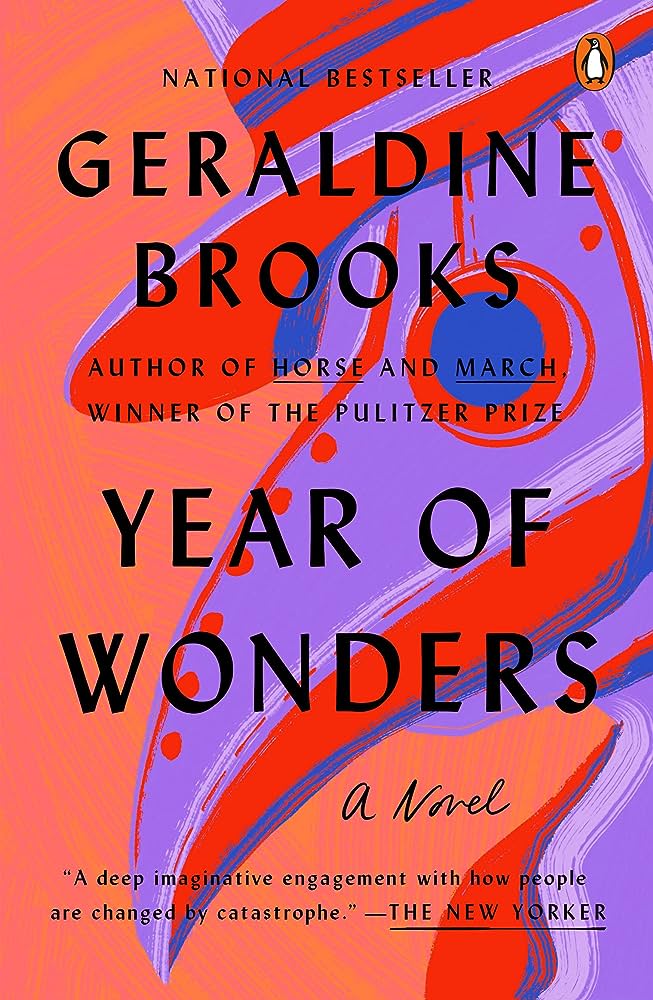 NATIONAL BESTSELLER
GERALDINE
BROOKS
AUTHOR OF HORSE AND MARCH,
WINNER OF THE PULITZER PRIZE
YEAR OF
WONDERS
A Novel
“A deep imaginative engagement with how people
are changed by catastrophe.” —THE NEW YORKER